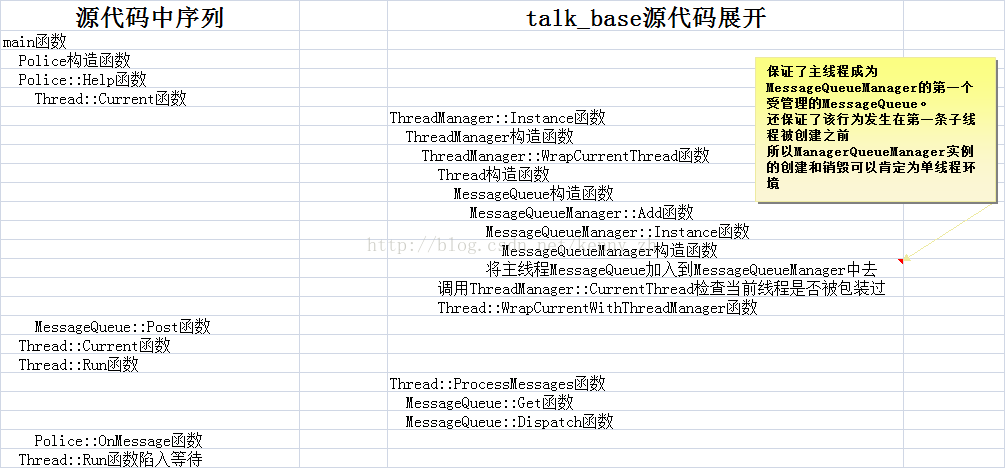 源代码中序列
talk_base源代码展开
main函数
Police构造函数
Police::Help函数
Thread::Current函数
ThreadManager::Instance函数
ThreadManager构造函数
ThreadManager::WrapCurrentThread函数
Thread构造函数
MessageQueue构造函数
MessageQueueManager::Add函数
MessageQueueManager::Instance函数
MessageQueueManager构造函数
将主线程MessageQueue加入到MessageQueueManager中去
调用ThreadManager::CurrentThread检查当前线程是否被包装过
Thread::WrapCurrentWithThreadManager函数
MessageQueue::Post函数
Thread::Current函数
Thread::Run函数
Thread::ProcessMessages函数
MessageQueue::Get函数
MessageQueue::Dispatch函数
Police::OnMessage函数
Thread::Run函数陷入等待
保证了主线程成为
MessageQueueManager的第一个
受管理的MessageQueue。
还保证了该行为发生在第一条子线
程被创建之前
所以ManagerQueueManager实例
的创建和销毁可以肯定为单线程环
境